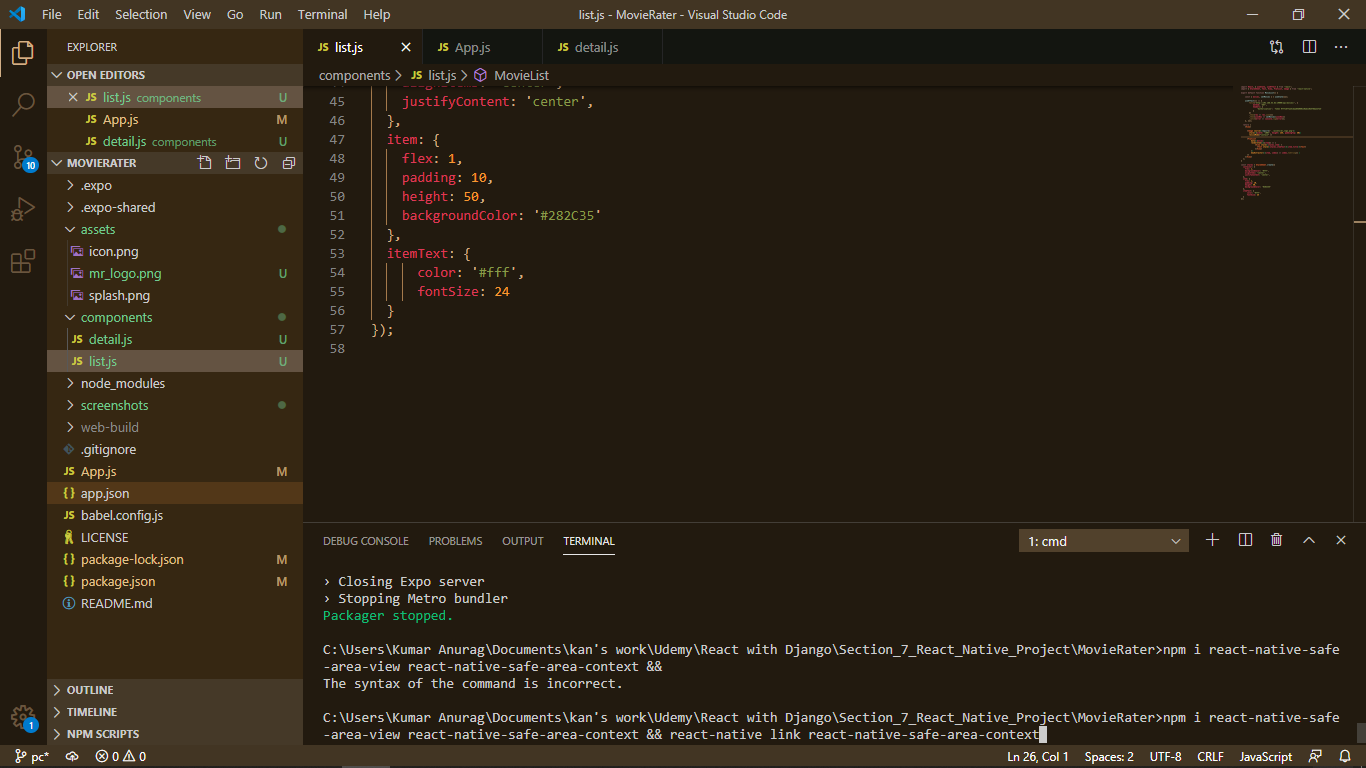 File Edit Selection View Go Run Terminal Help list.js - MovieRater - Visual Studio Code
EXPLORER
OPEN EDITORS
list.js components U
App.js M
detail.js components U
MOVIERATER
.expo
.expo-shared
assets
icon.png
mr_logo.png U
splash.png
components
detail.js U
list.js U
node_modules
screenshots
web-build
.gitignore
App.js M
app.json
babel.config.js
LICENSE
package-lock.json M
package.json M
README.md
OUTLINE
TIMELINE
NPM SCRIPTS
10
1
JS list.js JS App.js JS detail.js
components > JS list.js > MovieList
45 justifyContent: 'center',
46 },
47 item: {
48 flex: 1,
49 padding: 10,
50 height: 50,
51 backgroundColor: '#282C35'
52 },
53 itemText: {
54 color: '#fff',
55 fontSize: 24
56 }
57 });
58
DEBUG CONSOLE PROBLEMS OUTPUT TERMINAL 1: cmd
› Closing Expo server
› Stopping Metro bundler
Packager stopped.
C:\Users\Kumar Anurag\Documents\kan's work\Udemy\React with Django\Section_7_React_Native_Project\MovieRater>npm i react-native-safe
-area-view react-native-safe-area-context &&
The syntax of the command is incorrect.
C:\Users\Kumar Anurag\Documents\kan's work\Udemy\React with Django\Section_7_React_Native_Project\MovieRater>npm i react-native-safe
-area-view react-native-safe-area-context && react-native link react-native-safe-area-context
pc* 0 0 Ln 26, Col 1 Spaces: 2 UTF-8 CRLF JavaScript